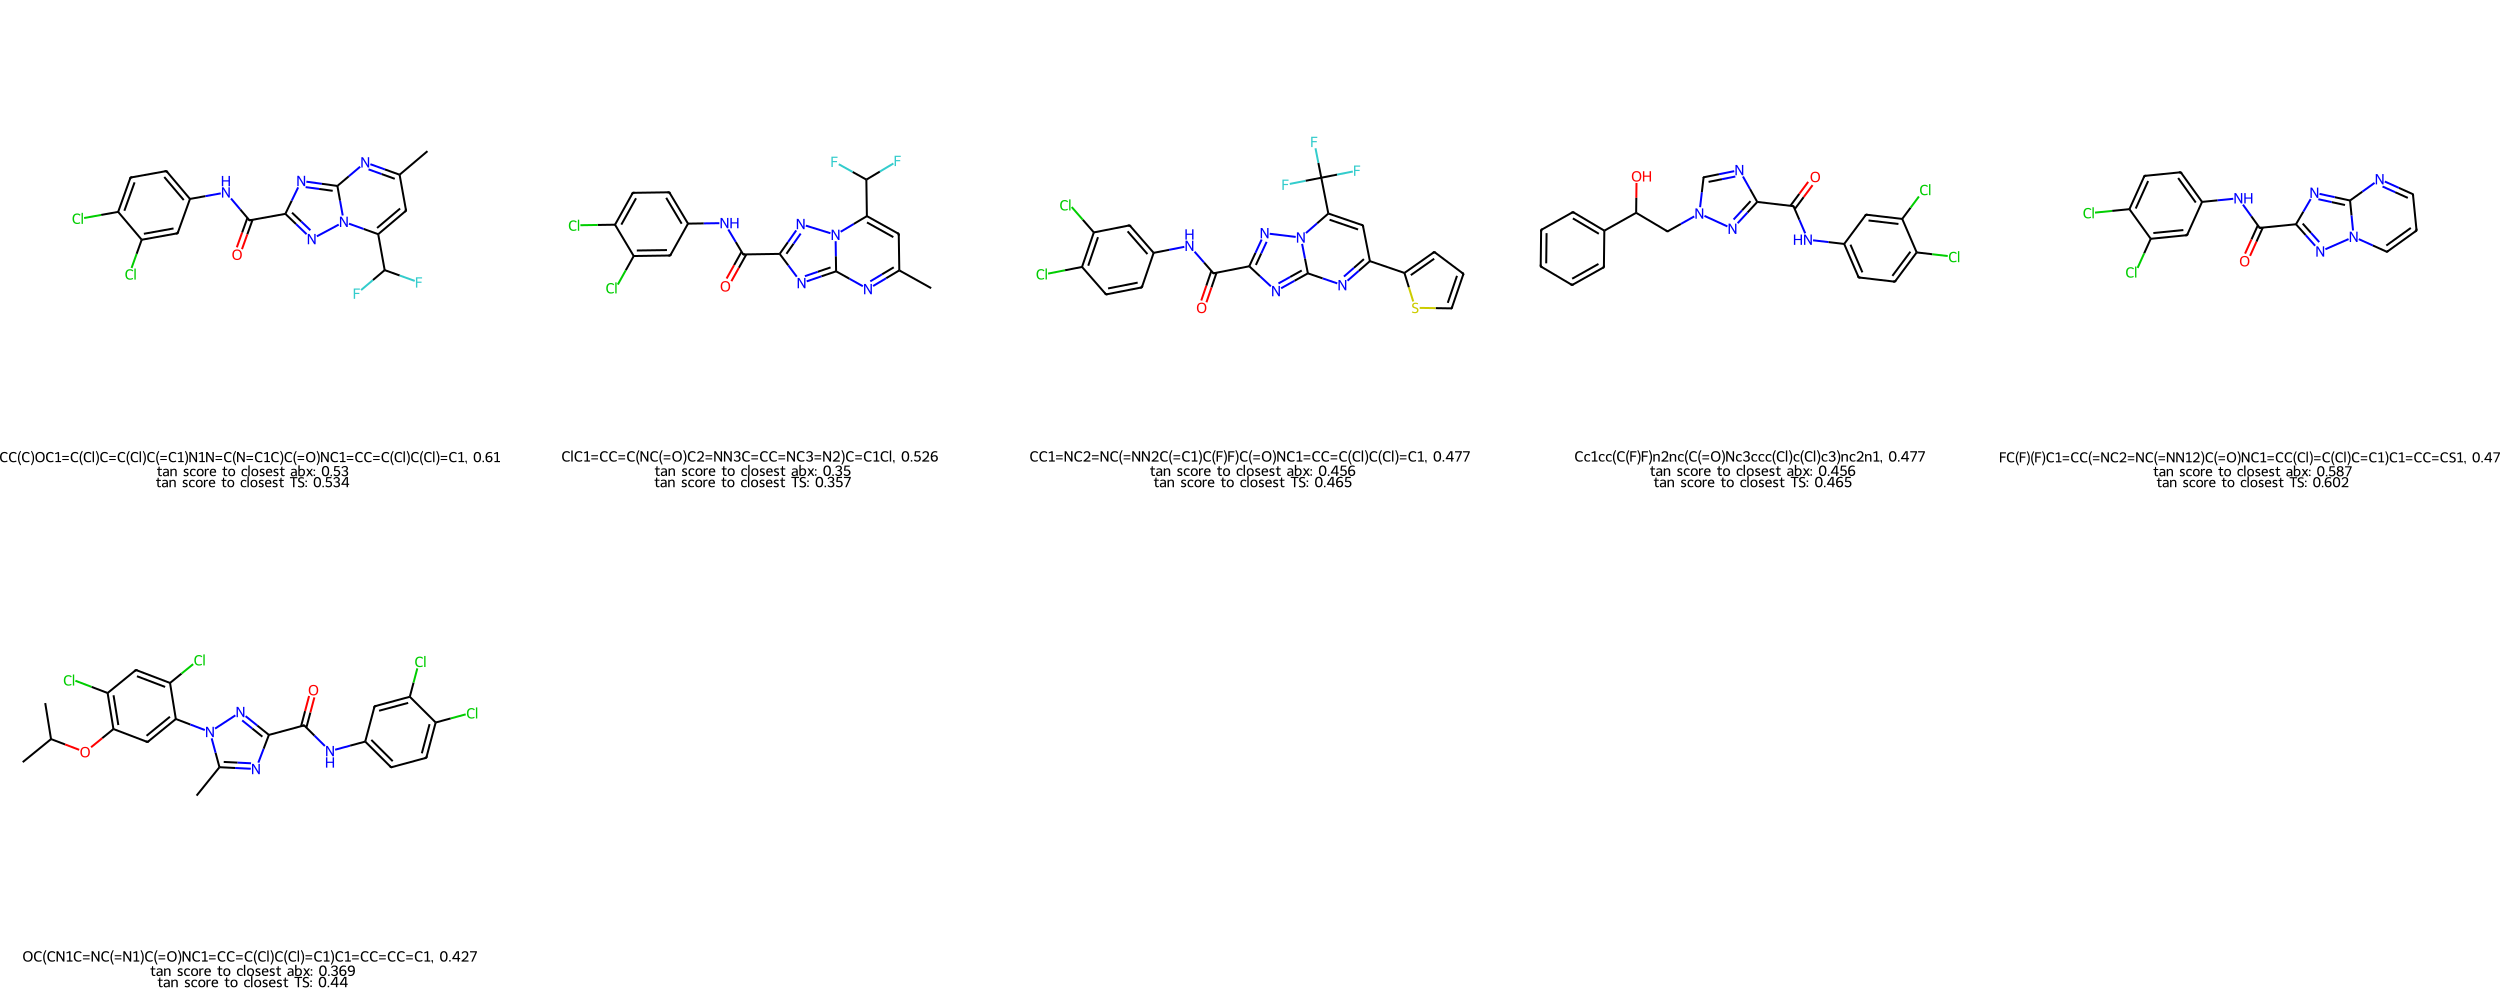 Cl
Cl
O
H
N
N
N
N
N
F
F
Cl
Cl
O
NH
N
N
N
N
F
F
Cl
Cl
O
H
N
N
N
N
N
F
F
F
S
OH
N
N
N
O
HN
Cl
Cl
Cl
Cl
O
NH
N
N
N
N
CC(C)OC1=C(Cl)C=C(Cl)C(=C1)N1N=C(N=C1C)C(=O)NC1=CC=C(Cl)C(Cl)=C1, 0.61
tan score to closest abx: 0.53
tan score to closest TS: 0.534
ClC1=CC=C(NC(=O)C2=NN3C=CC=NC3=N2)C=C1Cl, 0.526
tan score to closest abx: 0.35
tan score to closest TS: 0.357
CC1=NC2=NC(=NN2C(=C1)C(F)F)C(=O)NC1=CC=C(Cl)C(Cl)=C1, 0.477
tan score to closest abx: 0.456
tan score to closest TS: 0.465
Cc1cc(C(F)F)n2nc(C(=O)Nc3ccc(Cl)c(Cl)c3)nc2n1, 0.477
tan score to closest abx: 0.456
tan score to closest TS: 0.465
FC(F)(F)C1=CC(=NC2=NC(=NN12)C(=O)NC1=CC(Cl)=C(Cl)C=C1)C1=CC=CS1, 0.47
tan score to closest abx: 0.587
tan score to closest TS: 0.602
Cl
Cl
O
N
N
N
O
N
H
Cl
Cl
OC(CN1C=NC(=N1)C(=O)NC1=CC=C(Cl)C(Cl)=C1)C1=CC=CC=C1, 0.427
tan score to closest abx: 0.369
tan score to closest TS: 0.44